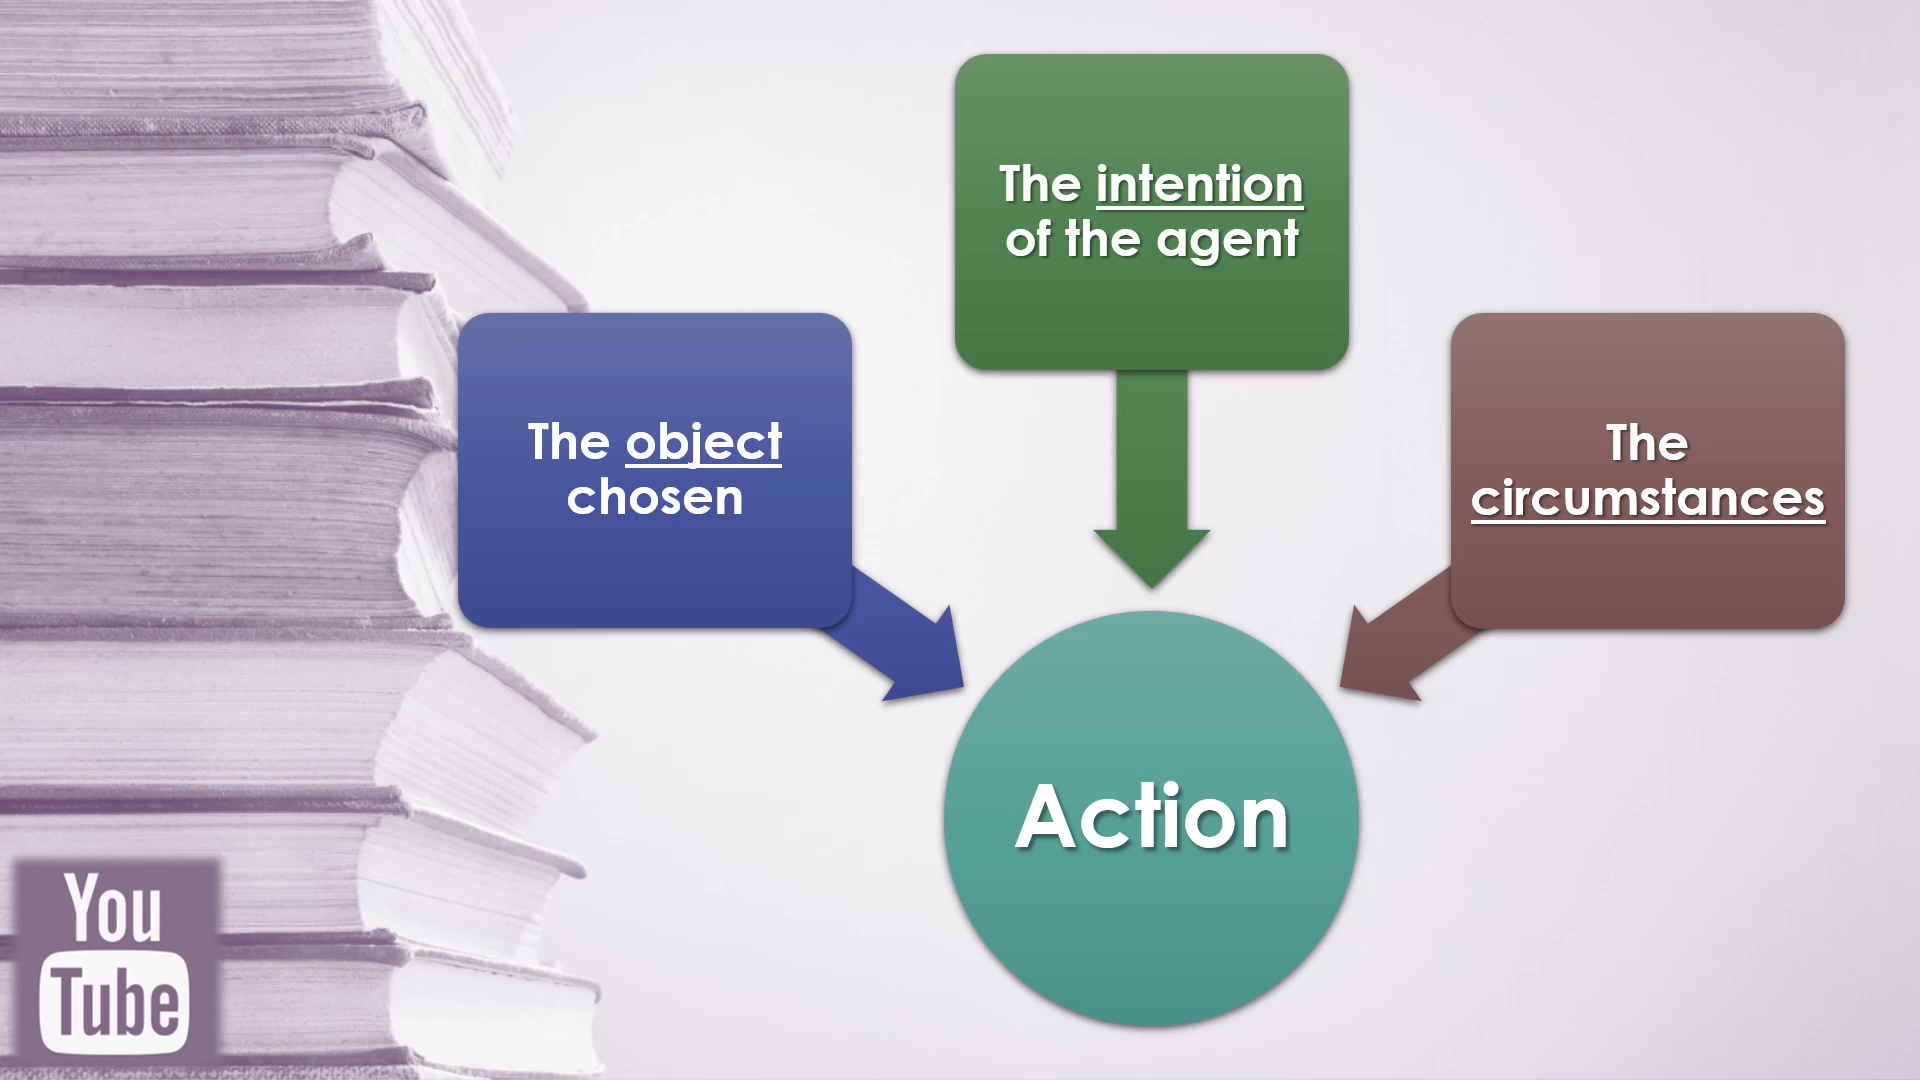 The intention
of the agent
The object
chosen
The
circumstances
Action
You
Tube